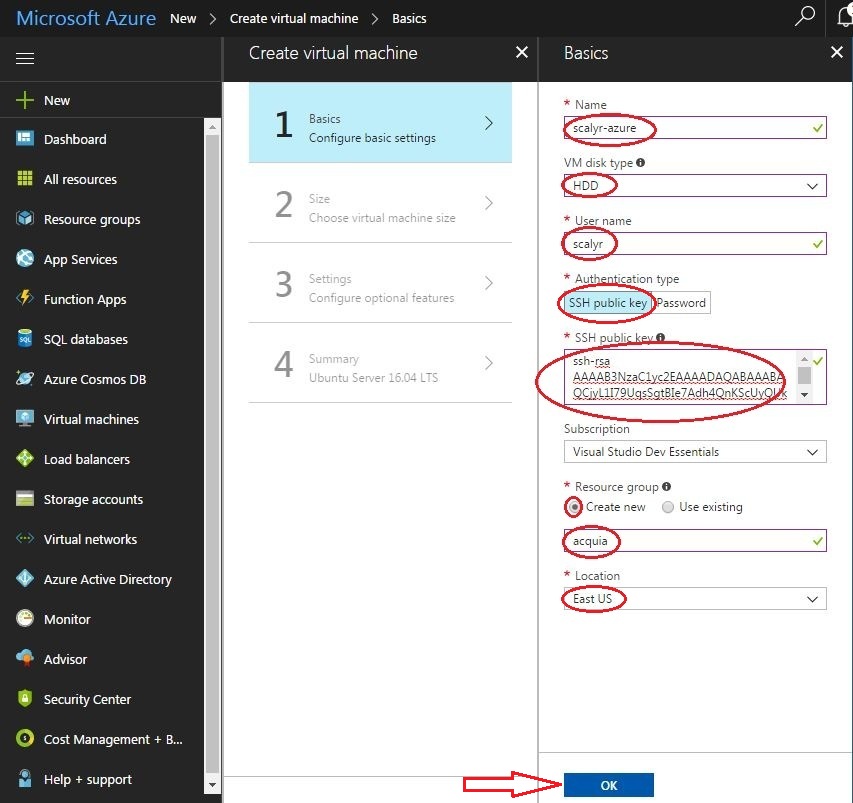 Microsoft Azure New > Create virtual machine > Basics
New
Dashboard
All resources
Resource groups
App Services
Function Apps
SQL databases
Azure Cosmos DB
Virtual machines
Load balancers
Storage accounts
Virtual networks
Azure Active Directory
Monitor
Advisor
Security Center
Cost Management + B...
Help + support
Create virtual machine
1
Basics
Configure basic settings
2
Size
Choose virtual machine size
3
Settings
Configure optional features
4
Summary
Ubuntu Server 16.04 LTS
Basics
* Name
scalyr-azure
VM disk type
HDD
* User name
scalyr
* Authentication type
SSH public key Password
* SSH public key
ssh-rsa
AAAAB3NzaC1yc2EAAAADAQABAAABA
QCjyL1I79UqsSgtBIe7Adh4QnKScUyQUk
Subscription
Visual Studio Dev Essentials
* Resource group
Create new Use existing
acquia
* Location
East US
OK